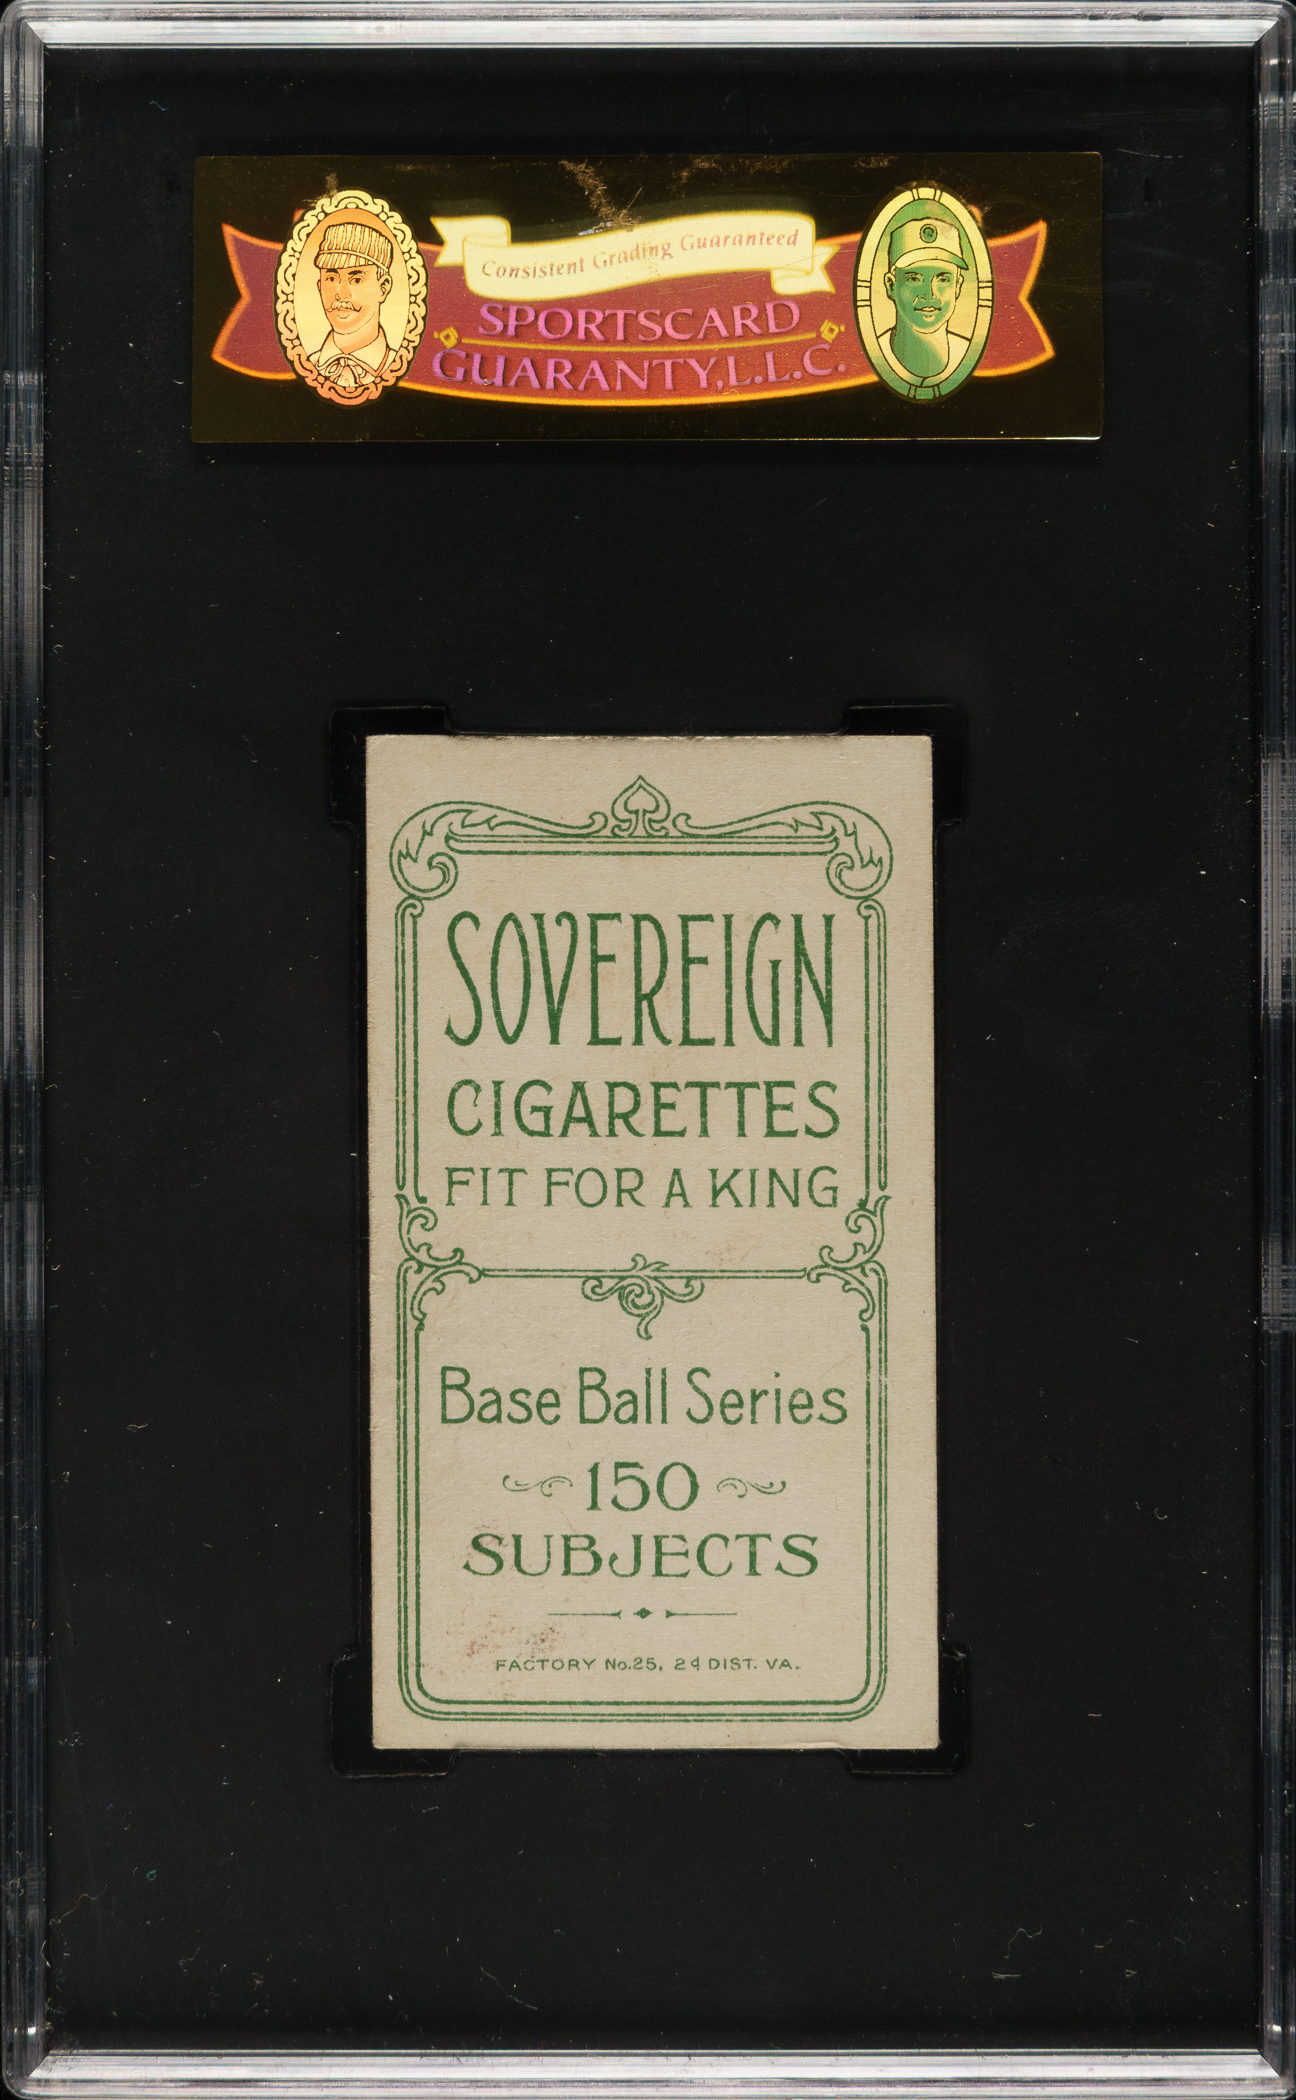 Consistent Grading Guaranteed
SPORTSCARD
GUARANTY, L.L.C.
SOVEREIGN
CIGARETTES
FIT FOR A KING
Base Ball Series
150
SUBJECTS
FACTORY No. 25, 2d DIST. VA.